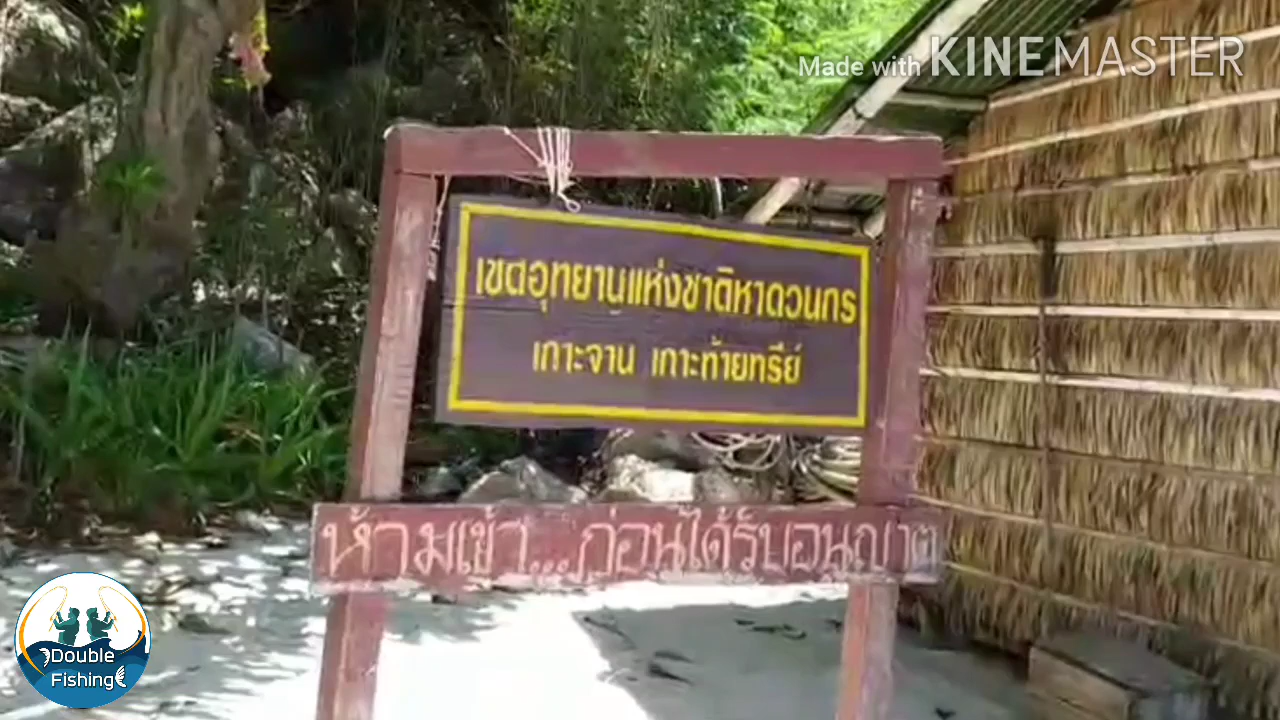 Made with KINEMASTER
เขตอุทยานแห่งชาติหาดวนกร
เกาะจาน เกาะท้ายทรีย์
ห้ามเข้า...ก่อนได้รับอนุญาต
Double
Fishing